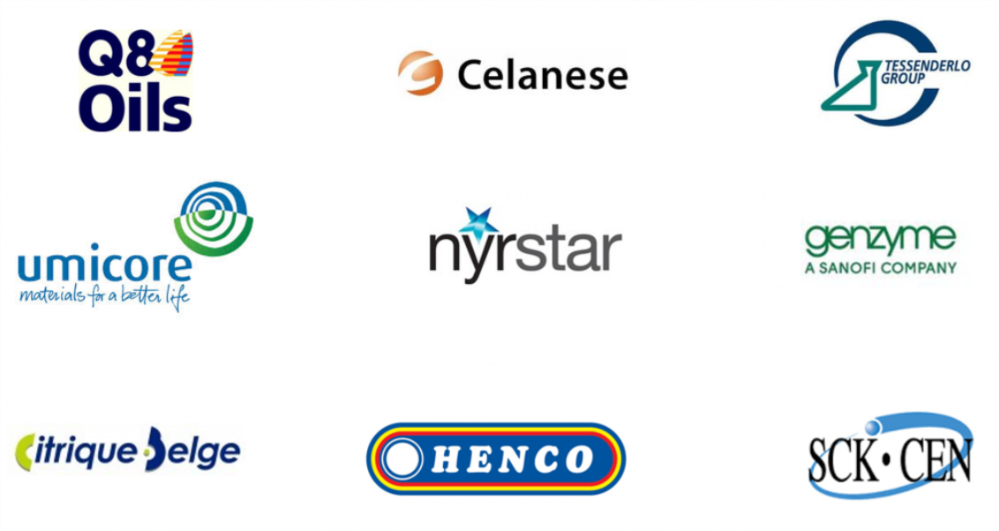 Q8
Oils
Celanese
TESSENDERLO
GROUP
umicore
materials for a better life
nyrstar
genzyme
A SANOFI COMPANY
Citrique Belge
HENCO
SCK•CEN